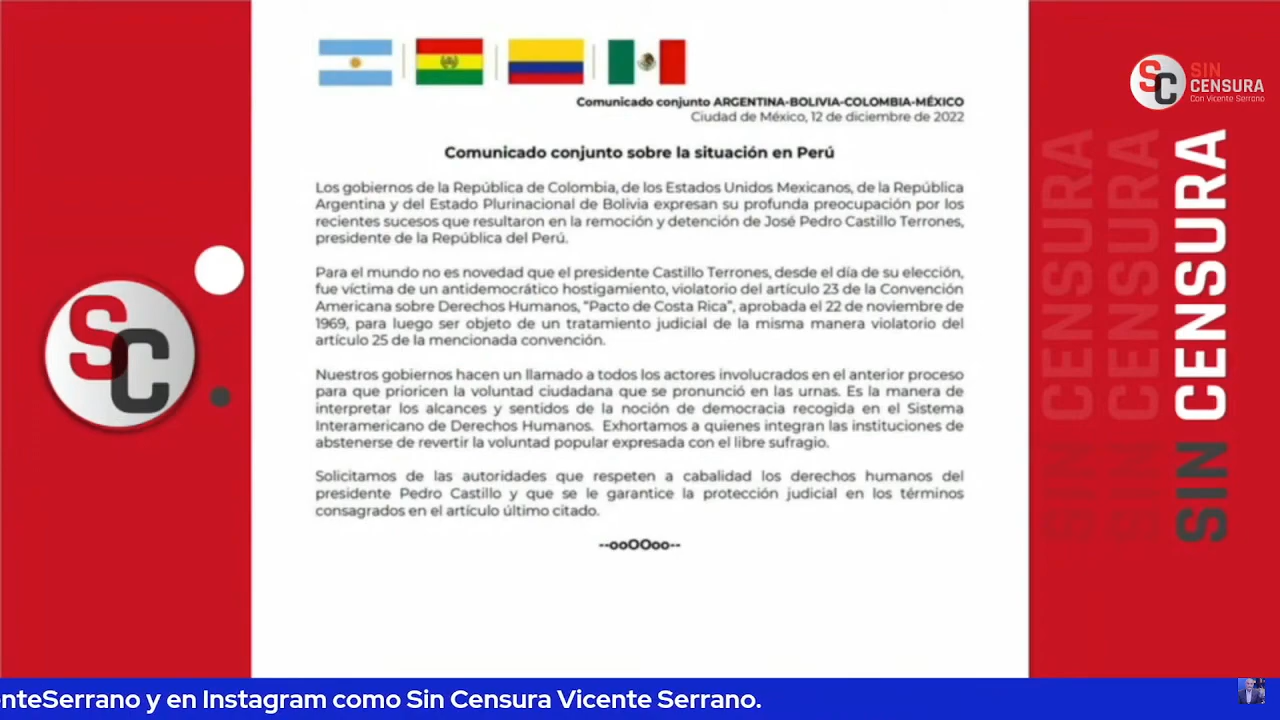 SIN
CENSURA
Con Vicente Serrano
Comunicado conjunto ARGENTINA-BOLIVIA-COLOMBIA-MÉXICO
Ciudad de México, 12 de diciembre de 2022
Comunicado conjunto sobre la situación en Perú
Los gobiernos de la República de Colombia, de los Estados Unidos Mexicanos, de la República
Argentina y del Estado Plurinacional de Bolivia expresan su profunda preocupación por los
recientes sucesos que resultaron en la remoción y detención de José Pedro Castillo Terrones,
presidente de la República del Perú.
Para el mundo no es novedad que el presidente Castillo Terrones, desde el día de su elección,
fue víctima de un antidemocrático hostigamiento, violatorio del artículo 23 de la Convención
Americana sobre Derechos Humanos, “Pacto de Costa Rica”, aprobada el 22 de noviembre de
1969, para luego ser objeto de un tratamiento judicial de la misma manera violatorio del
artículo 25 de la mencionada convención.
Nuestros gobiernos hacen un llamado a todos los actores involucrados en el anterior proceso
para que prioricen la voluntad ciudadana que se pronunció en las urnas. Es la manera de
interpretar los alcances y sentidos de la noción de democracia recogida en el Sistema
Interamericano de Derechos Humanos. Exhortamos a quienes integran las instituciones de
abstenerse de revertir la voluntad popular expresada con el libre sufragio.
Solicitamos de las autoridades que respeten a cabalidad los derechos humanos del
presidente Pedro Castillo y que se le garantice la protección judicial en los términos
consagrados en el artículo último citado.
--ooOOoo--
SC
SC
SIN CENSURA
SIN CENSURA
SIN CENSURA
nteSerrano y en Instagram como Sin Censura Vicente Serrano.